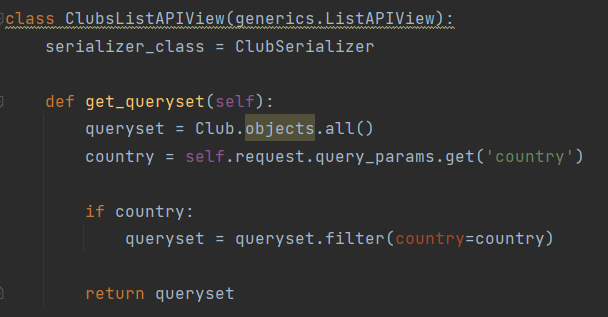 class ClubsListAPIView(generics.ListAPIView):
    serializer_class = ClubSerializer
    def get_queryset(self):
        queryset = Club.objects.all()
        country = self.request.query_params.get('country')
        if country:
            queryset = queryset.filter(country=country)
        return queryset